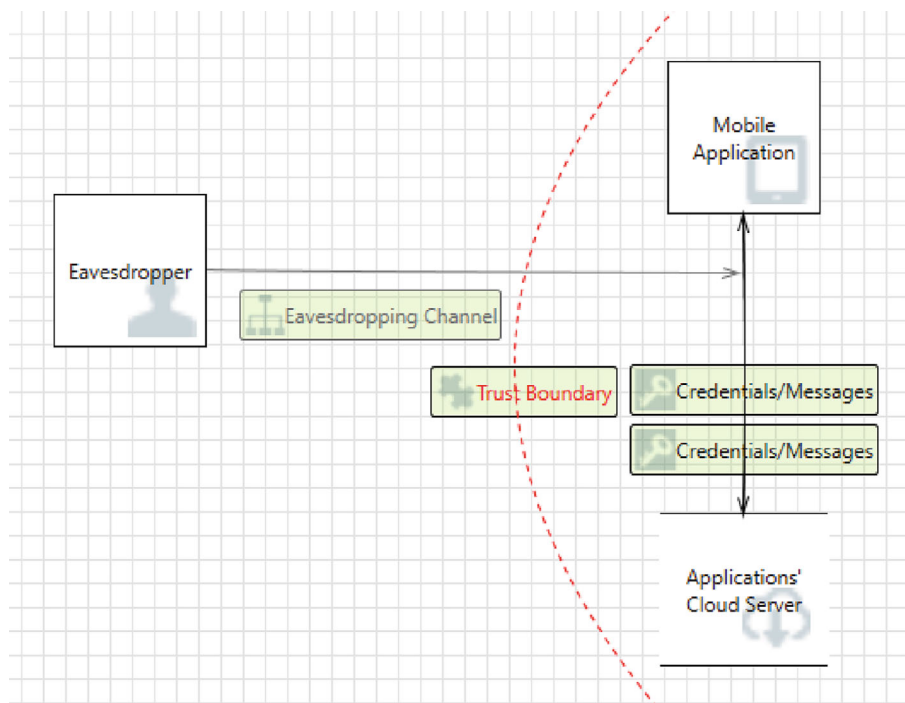 Mobile
Application
Eavesdropper
Eavesdropping Channel
Trust Boundary
Credentials/Messages
Credentials/Messages
Applications'
Cloud Server